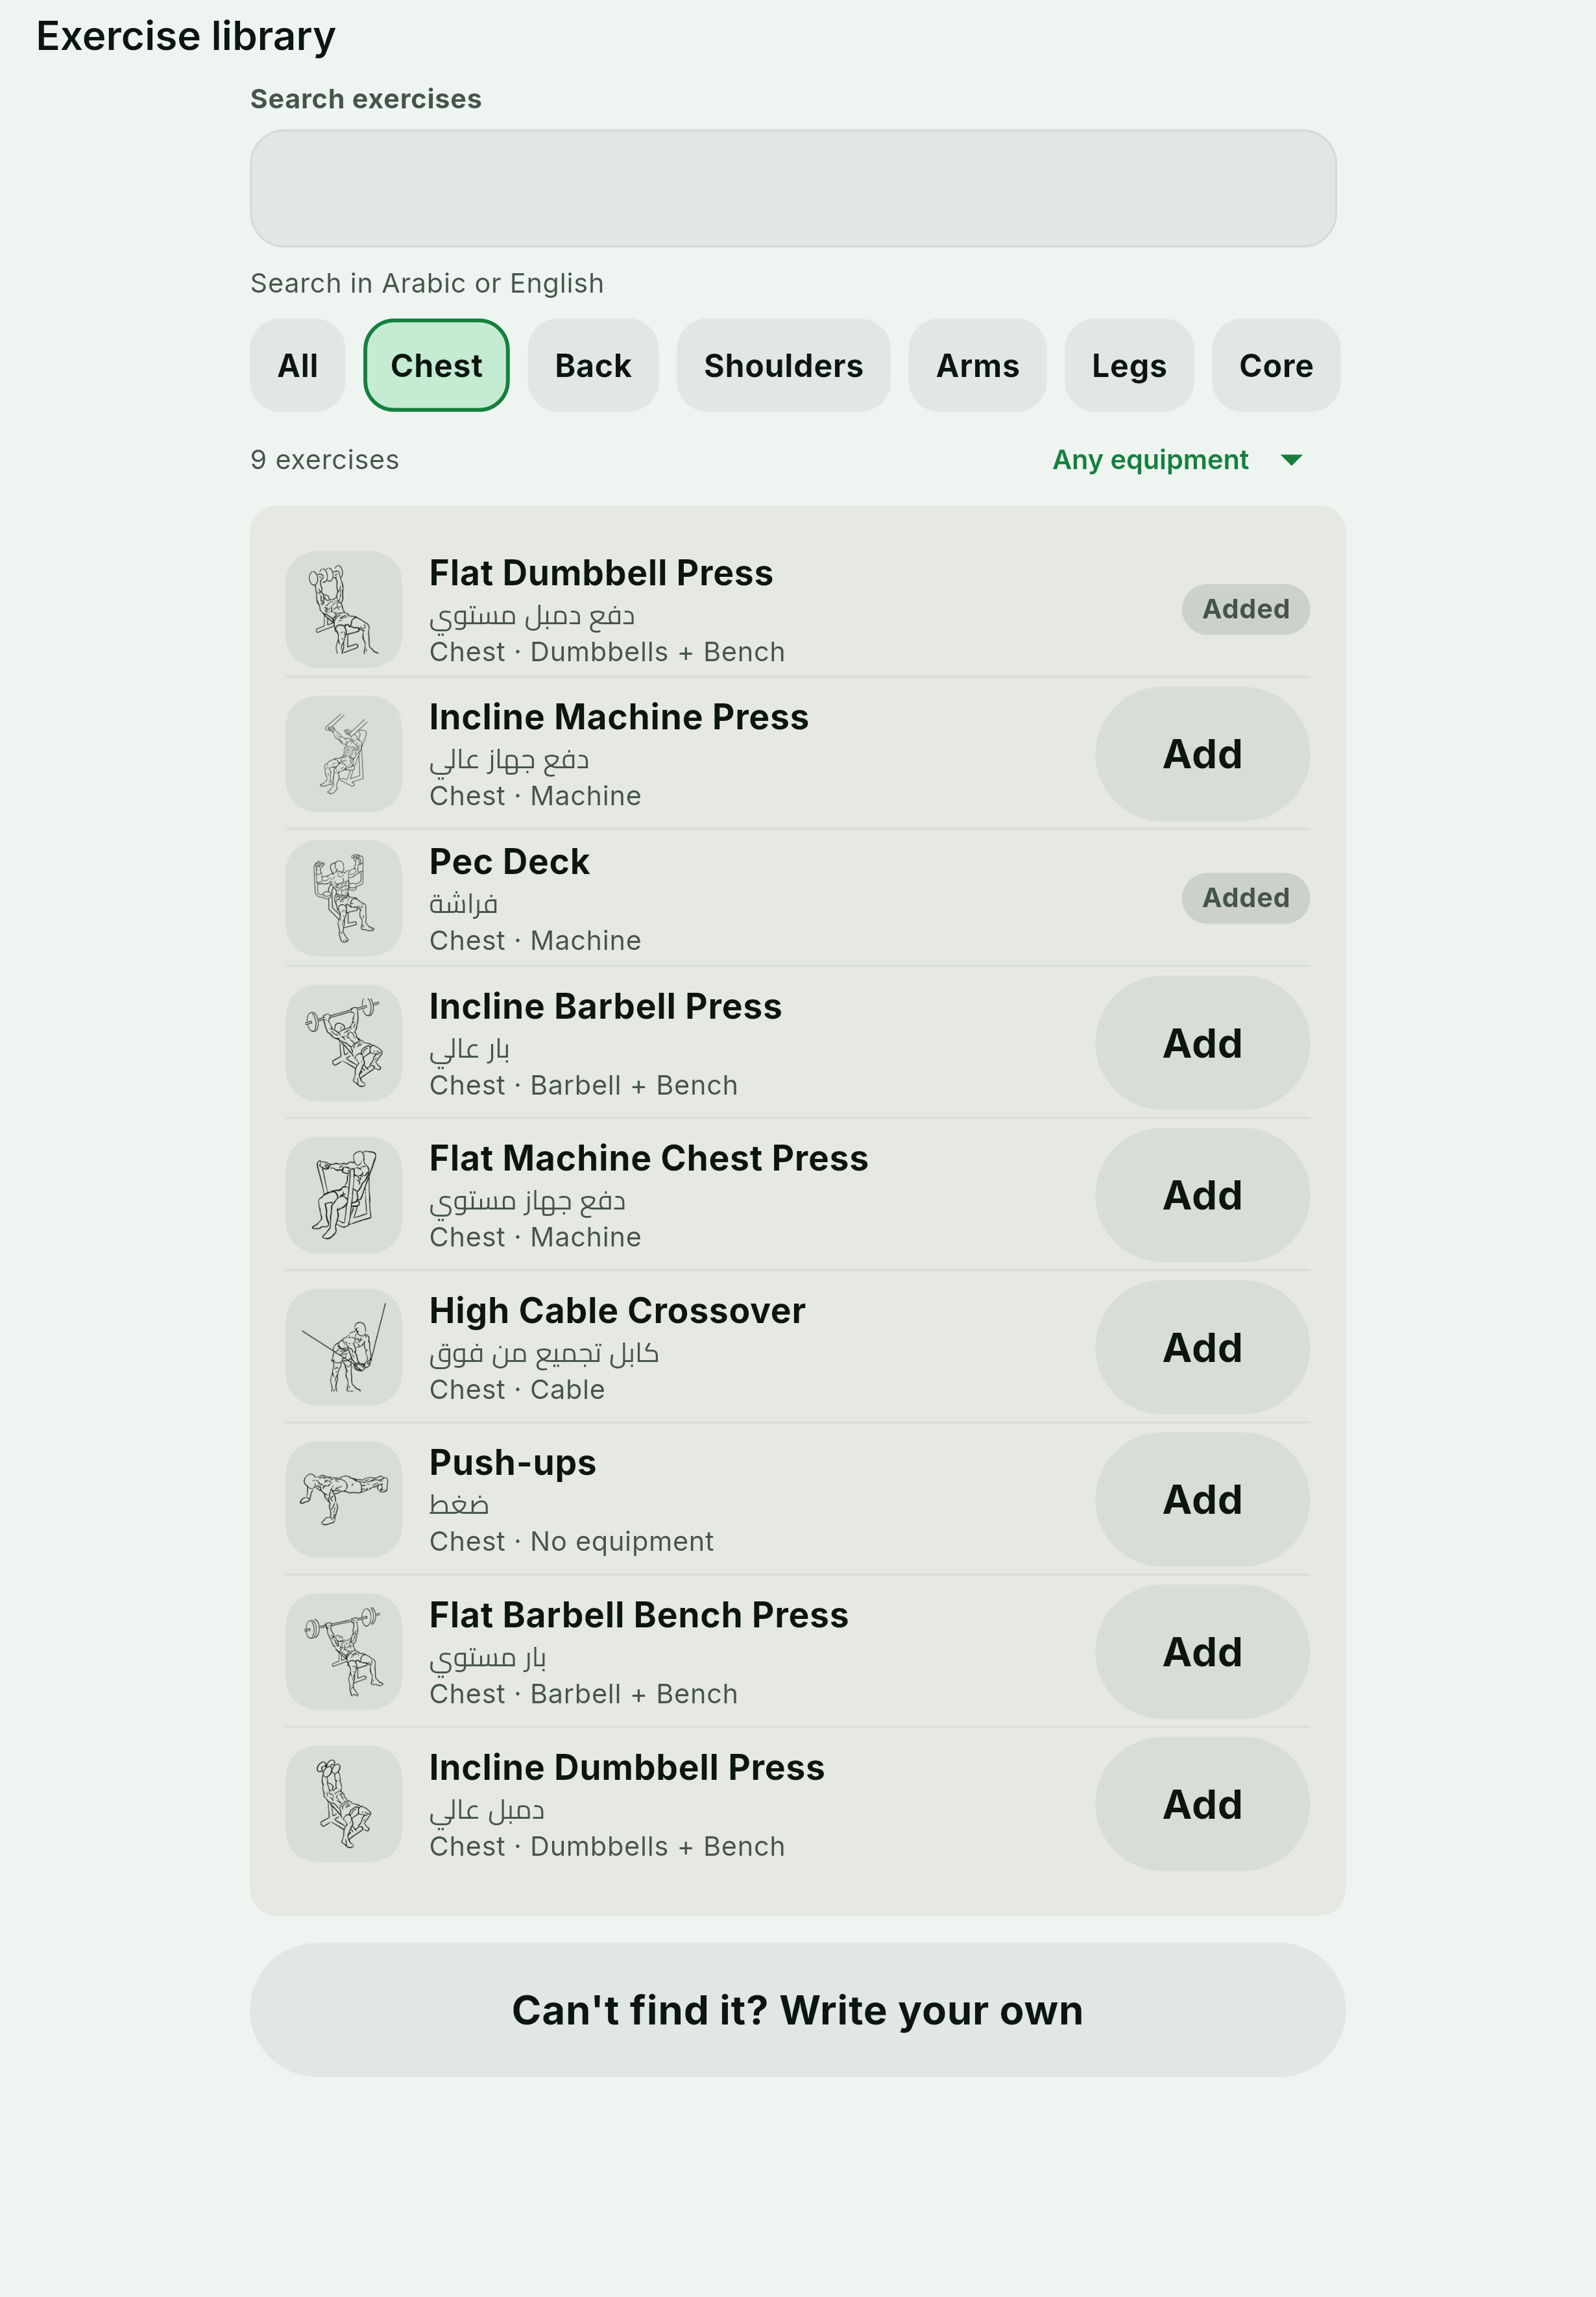 Exercise library
Search exercises
Search in Arabic or English
All
Chest
Back
Shoulders
Arms
Legs
Core
9 exercises
Any equipment
Flat Dumbbell Press
دفع دمبل مستوي
Chest · Dumbbells + Bench
Added
Incline Machine Press
دفع جهاز عالي
Chest · Machine
Add
Pec Deck
فراشة
Chest · Machine
Added
Incline Barbell Press
بار عالي
Chest · Barbell + Bench
Add
Flat Machine Chest Press
دفع جهاز مستوي
Chest · Machine
Add
High Cable Crossover
كابل تجميع من فوق
Chest · Cable
Add
Push-ups
ضغط
Chest · No equipment
Add
Flat Barbell Bench Press
بار مستوي
Chest · Barbell + Bench
Add
Incline Dumbbell Press
دمبل عالي
Chest · Dumbbells + Bench
Add
Can't find it? Write your own